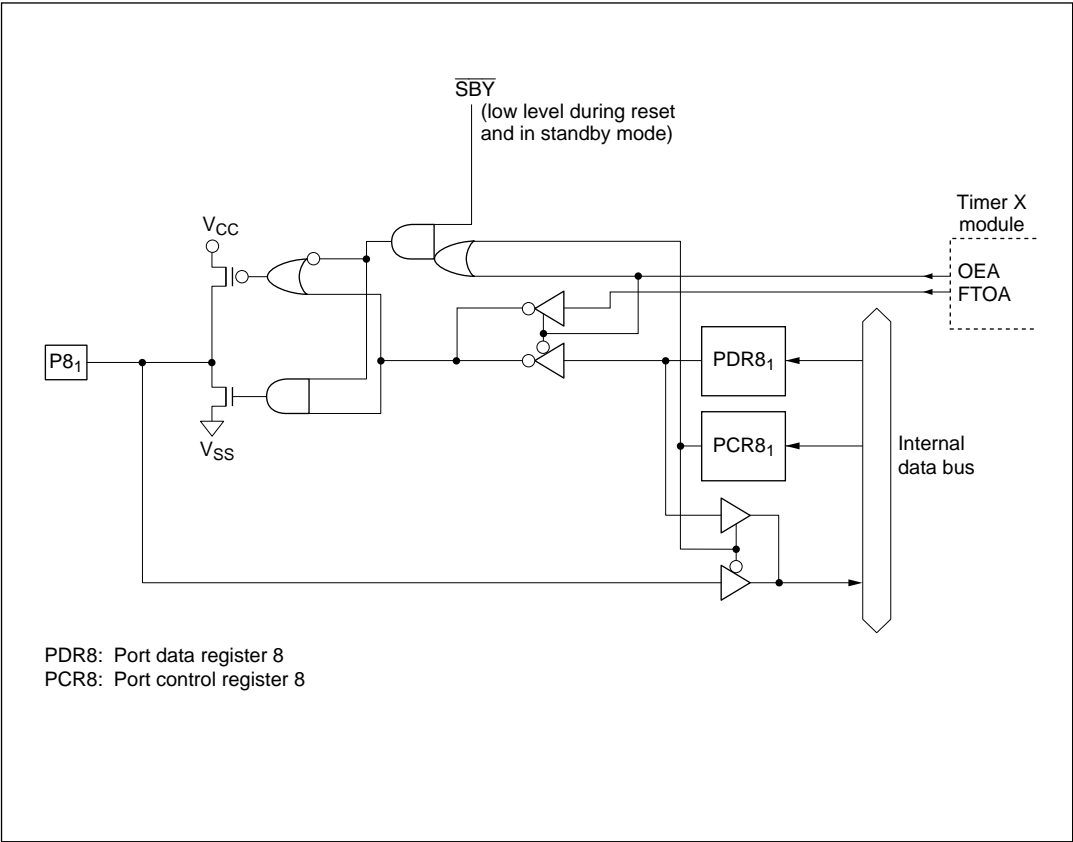 S̅B̅Y̅
(low level during reset
and in standby mode)
Timer X
module
VCC
OEA
FTOA
P8₁
PDR8₁
VSS
PCR8₁
Internal
data bus
PDR8: Port data register 8
PCR8: Port control register 8